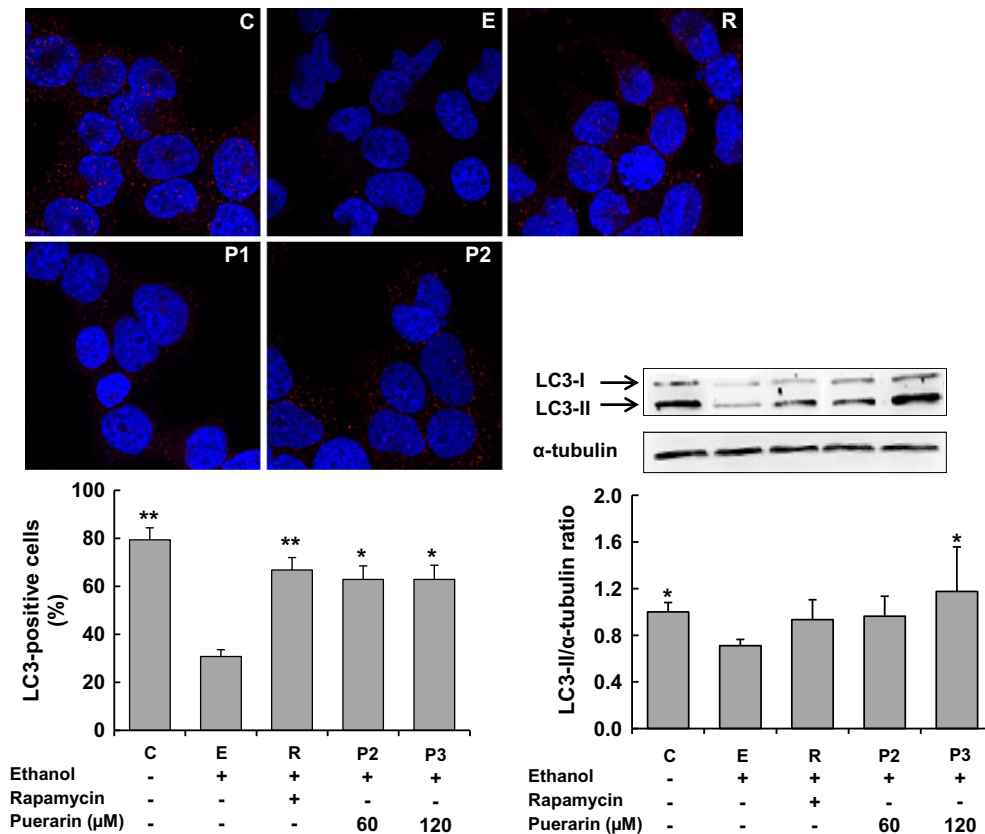 C
E
R
P1
P2
LC3-I
LC3-II
α-tubulin
100
80
60
40
20
0
LC3-positive cells
(%)
**
**
*
*
C E R P2 P3
Ethanol - + + + +
Rapamycin - - + - -
Puerarin (µM) - - - 60 120
2.0
1.6
1.2
0.8
0.4
0.0
LC3-II/α-tubulin ratio
*
*
C E R P2 P3
Ethanol - + + + +
Rapamycin - - + - -
Puerarin (µM) - - - 60 120